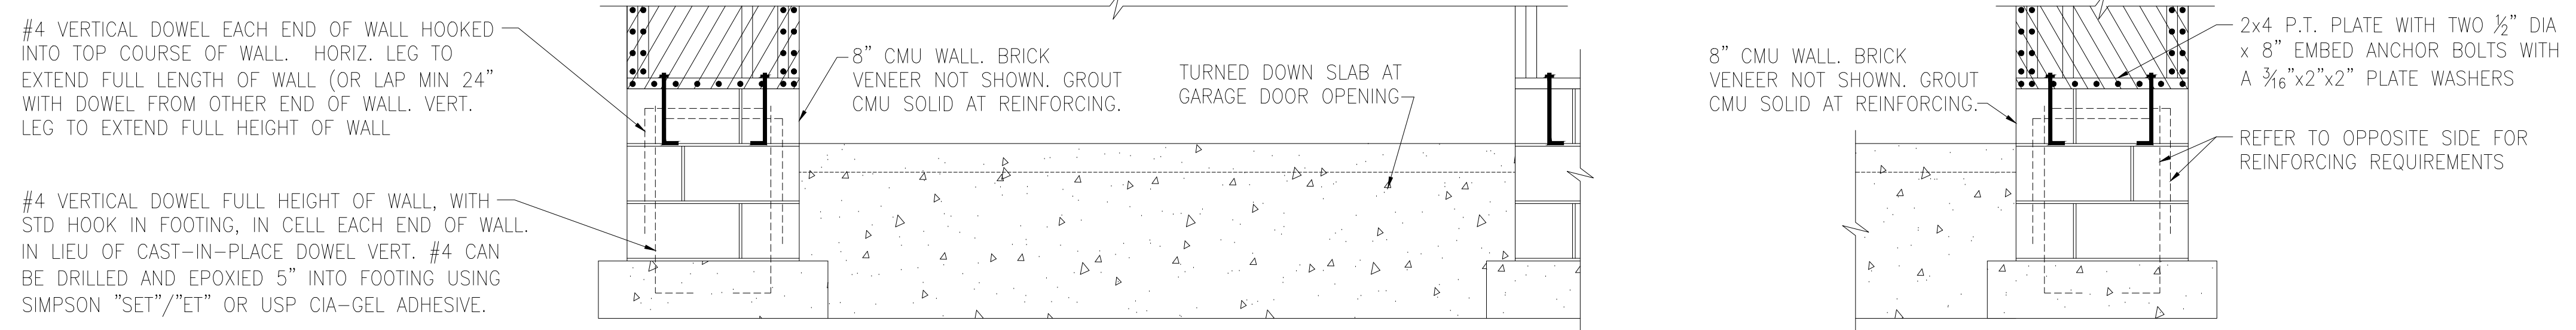 #4 VERTICAL DOWEL EACH END OF WALL HOOKED
INTO TOP COURSE OF WALL. HORIZ. LEG TO
EXTEND FULL LENGTH OF WALL (OR LAP MIN 24"
WITH DOWEL FROM OTHER END OF WALL. VERT.
LEG TO EXTEND FULL HEIGHT OF WALL
#4 VERTICAL DOWEL FULL HEIGHT OF WALL, WITH
STD HOOK IN FOOTING, IN CELL EACH END OF WALL.
IN LIEU OF CAST-IN-PLACE DOWEL VERT. #4 CAN
BE DRILLED AND EPOXIED 5" INTO FOOTING USING
SIMPSON "SET"/"ET" OR USP CIA-GEL ADHESIVE.
8" CMU WALL. BRICK
VENEER NOT SHOWN. GROUT
CMU SOLID AT REINFORCING.
TURNED DOWN SLAB AT
GARAGE DOOR OPENING
8" CMU WALL. BRICK
VENEER NOT SHOWN. GROUT
CMU SOLID AT REINFORCING.
2x4 P.T. PLATE WITH TWO ½" DIA
x 8" EMBED ANCHOR BOLTS WITH
A 3⁄16"x2"x2" PLATE WASHERS
REFER TO OPPOSITE SIDE FOR
REINFORCING REQUIREMENTS